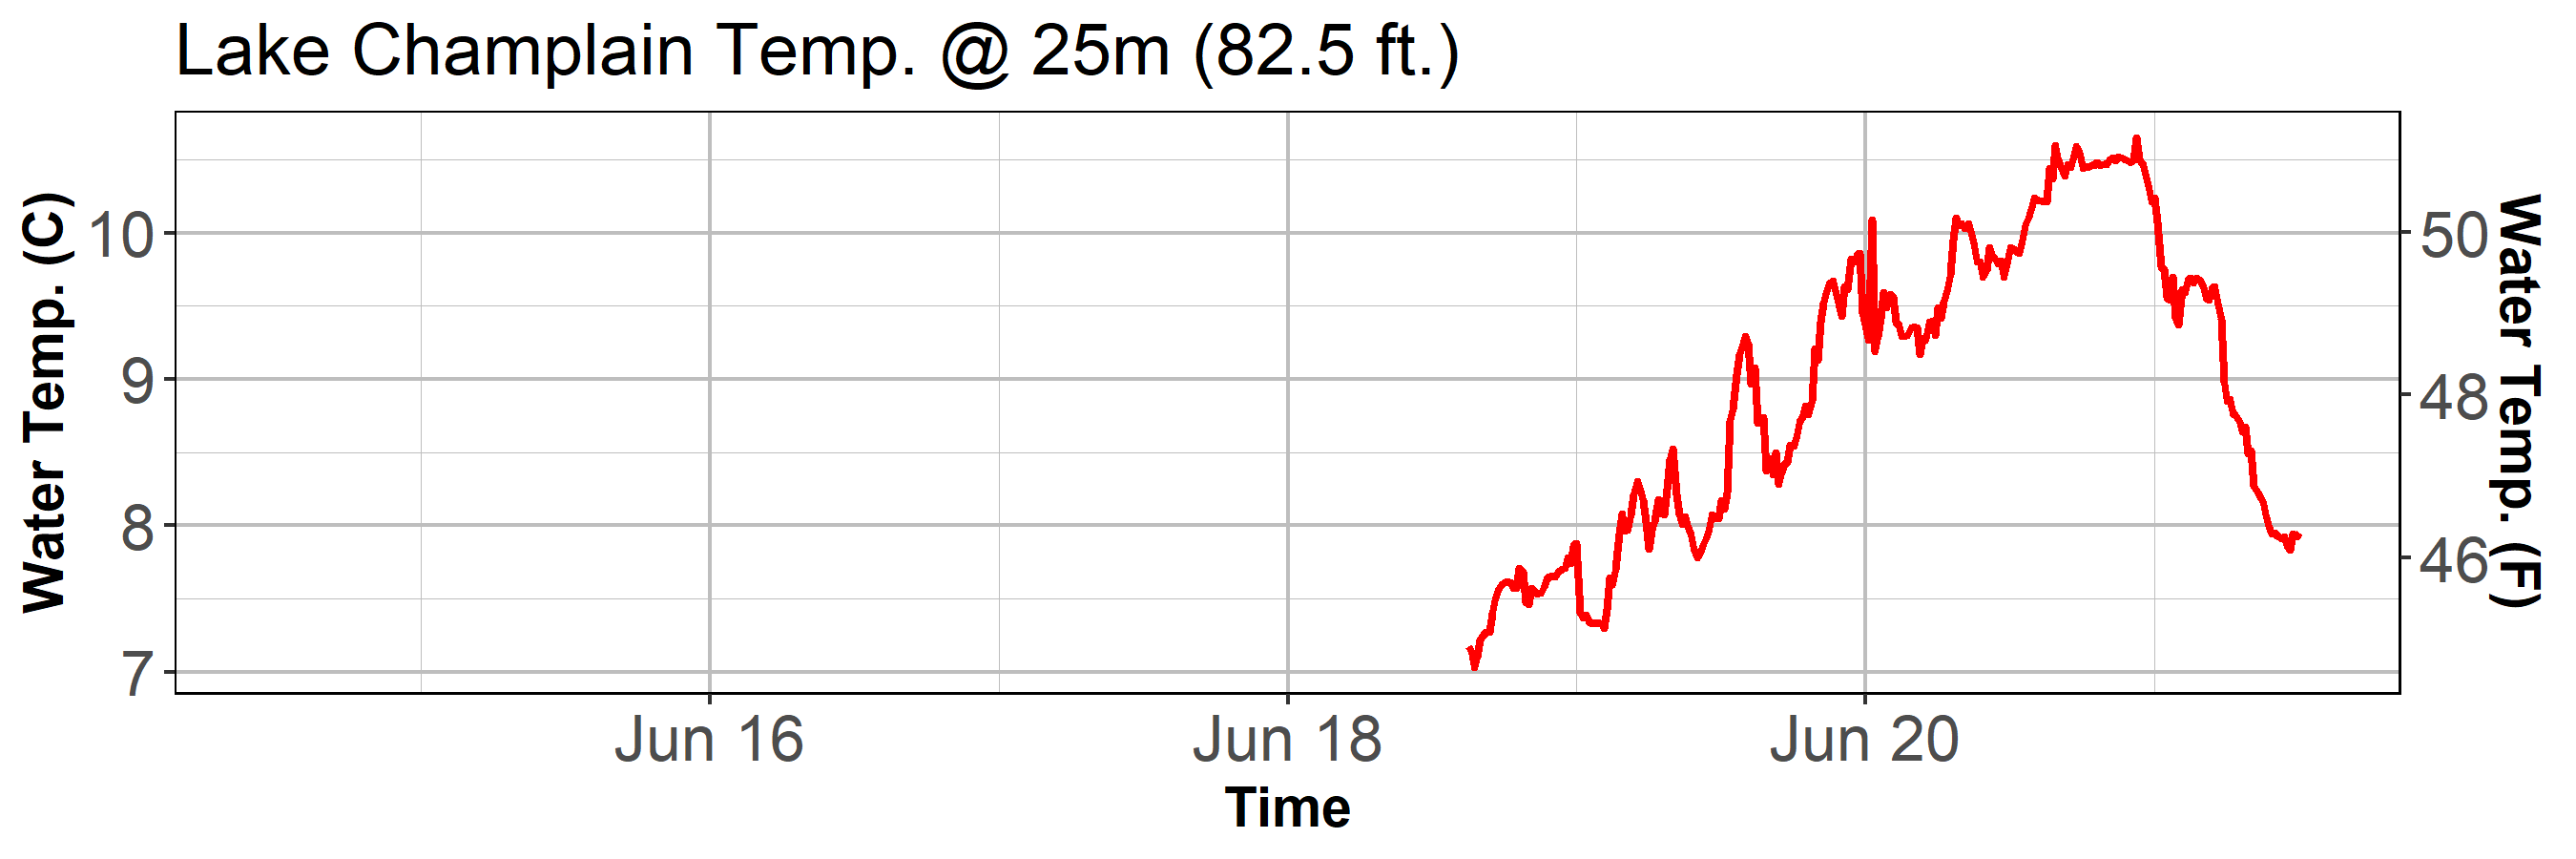 Lake Champlain Temp. @ 25m (82.5 ft.)
Water Temp. (C)
10
9
8
7
50
48
46
Water Temp. (F)
Jun 16 Jun 18 Jun 20
Time